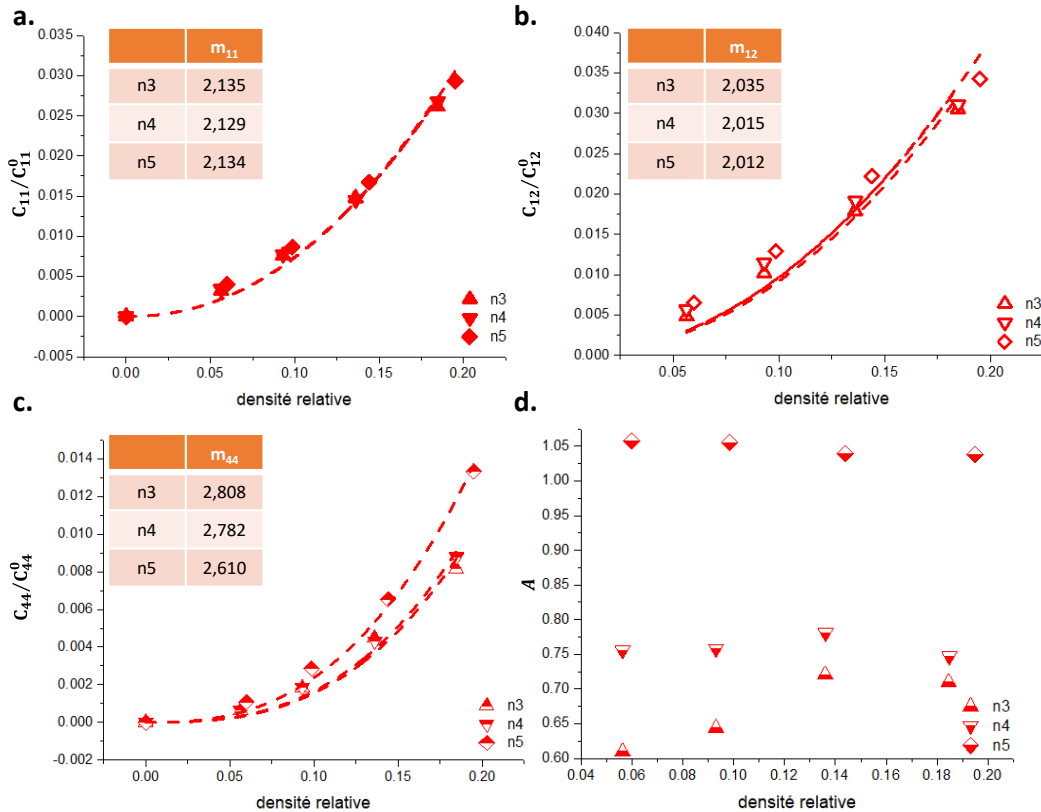 a.
m11
n3 2,135
n4 2,129
n5 2,134
C11/C11^0
0.035
0.030
0.025
0.020
0.015
0.010
0.005
0.000
-0.005
0.00 0.05 0.10 0.15 0.20
densité relative
n3
n4
n5
b.
m12
n3 2,035
n4 2,015
n5 2,012
C12/C12^0
0.040
0.035
0.030
0.025
0.020
0.015
0.010
0.005
0.000
0.05 0.10 0.15 0.20
densité relative
n3
n4
n5
c.
m44
n3 2,808
n4 2,782
n5 2,610
C44/C44^0
0.014
0.012
0.010
0.008
0.006
0.004
0.002
0.000
-0.002
0.00 0.05 0.10 0.15 0.20
densité relative
n3
n4
n5
d.
A
1.05
1.00
0.95
0.90
0.85
0.80
0.75
0.70
0.65
0.60
0.04 0.06 0.08 0.10 0.12 0.14 0.16 0.18 0.20
densité relative
n3
n4
n5